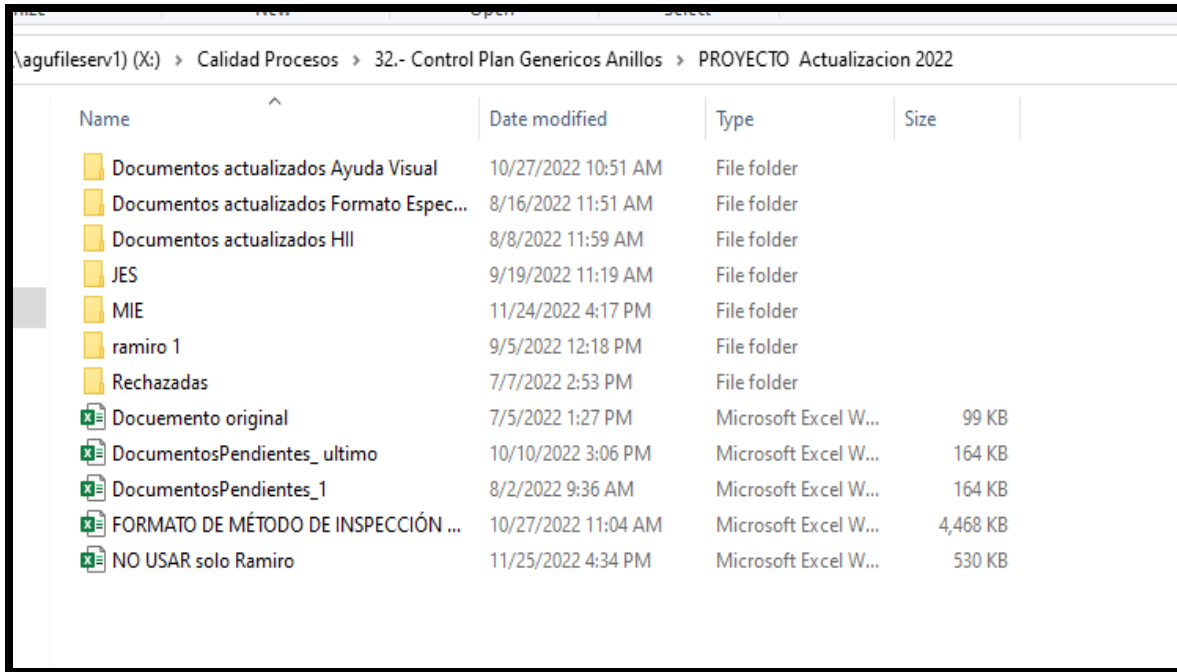 \agufileserv1) (X:) > Calidad Procesos > 32.- Control Plan Genericos Anillos > PROYECTO Actualizacion 2022
Name Date modified Type Size
Documentos actualizados Ayuda Visual 10/27/2022 10:51 AM File folder
Documentos actualizados Formato Espec... 8/16/2022 11:51 AM File folder
Documentos actualizados HII 8/8/2022 11:59 AM File folder
JES 9/19/2022 11:19 AM File folder
MIE 11/24/2022 4:17 PM File folder
ramiro 1 9/5/2022 12:18 PM File folder
Rechazadas 7/7/2022 2:53 PM File folder
Docuemento original 7/5/2022 1:27 PM Microsoft Excel W... 99 KB
DocumentosPendientes_ ultimo 10/10/2022 3:06 PM Microsoft Excel W... 164 KB
DocumentosPendientes_1 8/2/2022 9:36 AM Microsoft Excel W... 164 KB
FORMATO DE MÉTODO DE INSPECCIÓN ... 10/27/2022 11:04 AM Microsoft Excel W... 4,468 KB
NO USAR solo Ramiro 11/25/2022 4:34 PM Microsoft Excel W... 530 KB